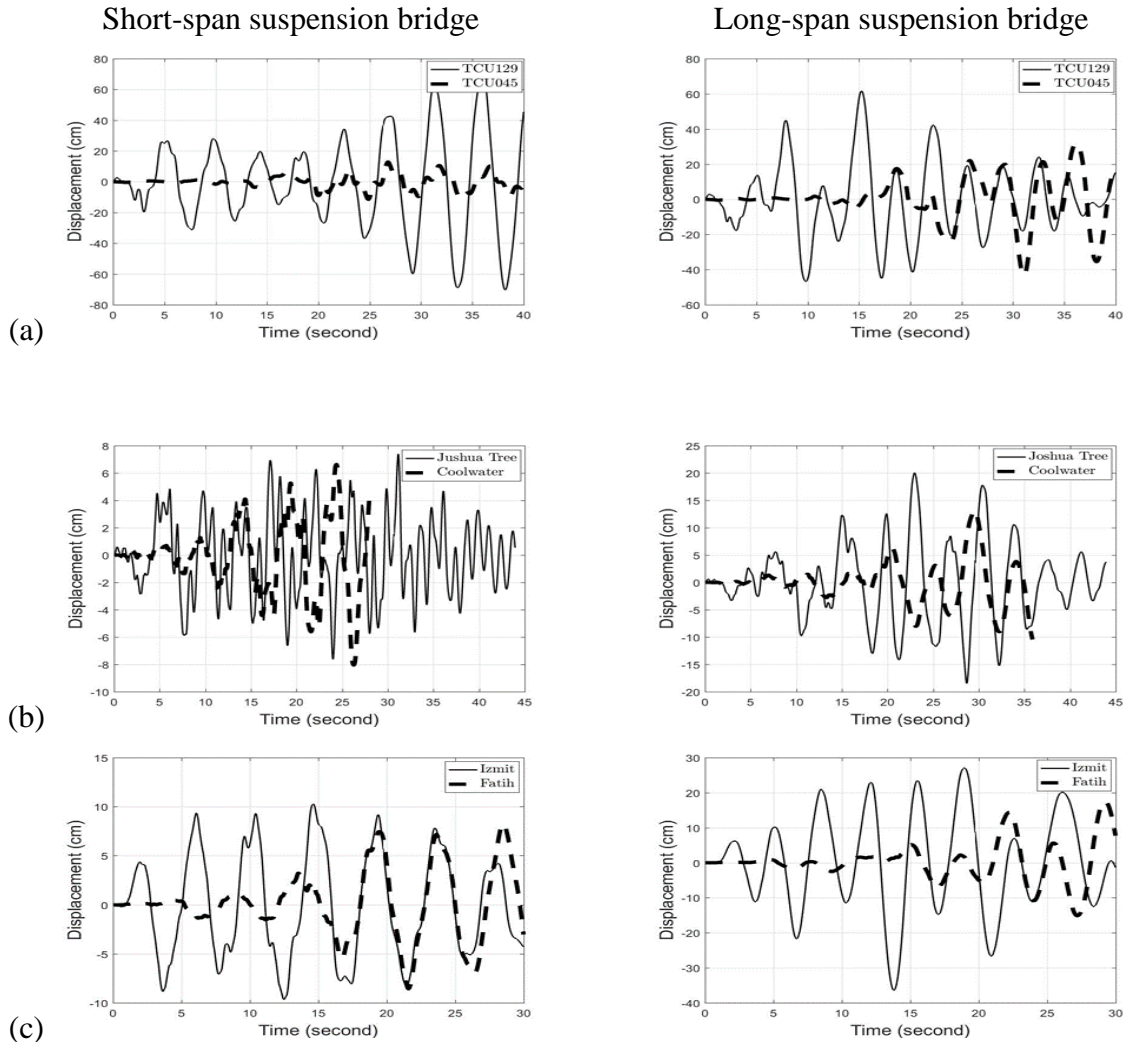 Short-span suspension bridge
Long-span suspension bridge
80
60
40
20
0
-20
-40
-60
-80
Displacement (cm)
TCU129
TCU045
0 5 10 15 20 25 30 35 40
Time (second)
80
60
40
20
0
-20
-40
-60
Displacement (cm)
TCU129
TCU045
0 5 10 15 20 25 30 35 40
Time (second)
(a)
8
6
4
2
0
-2
-4
-6
-8
-10
Displacement (cm)
Jushua Tree
Coolwater
0 5 10 15 20 25 30 35 40 45
Time (second)
25
20
15
10
5
0
-5
-10
-15
-20
Displacement (cm)
Joshua Tree
Coolwater
0 5 10 15 20 25 30 35 40 45
Time (second)
(b)
15
10
5
0
-5
-10
Displacement (cm)
Izmit
Fatih
0 5 10 15 20 25 30
Time (second)
30
20
10
0
-10
-20
-30
-40
Displacement (cm)
Izmit
Fatih
0 5 10 15 20 25 30
Time (second)
(c)